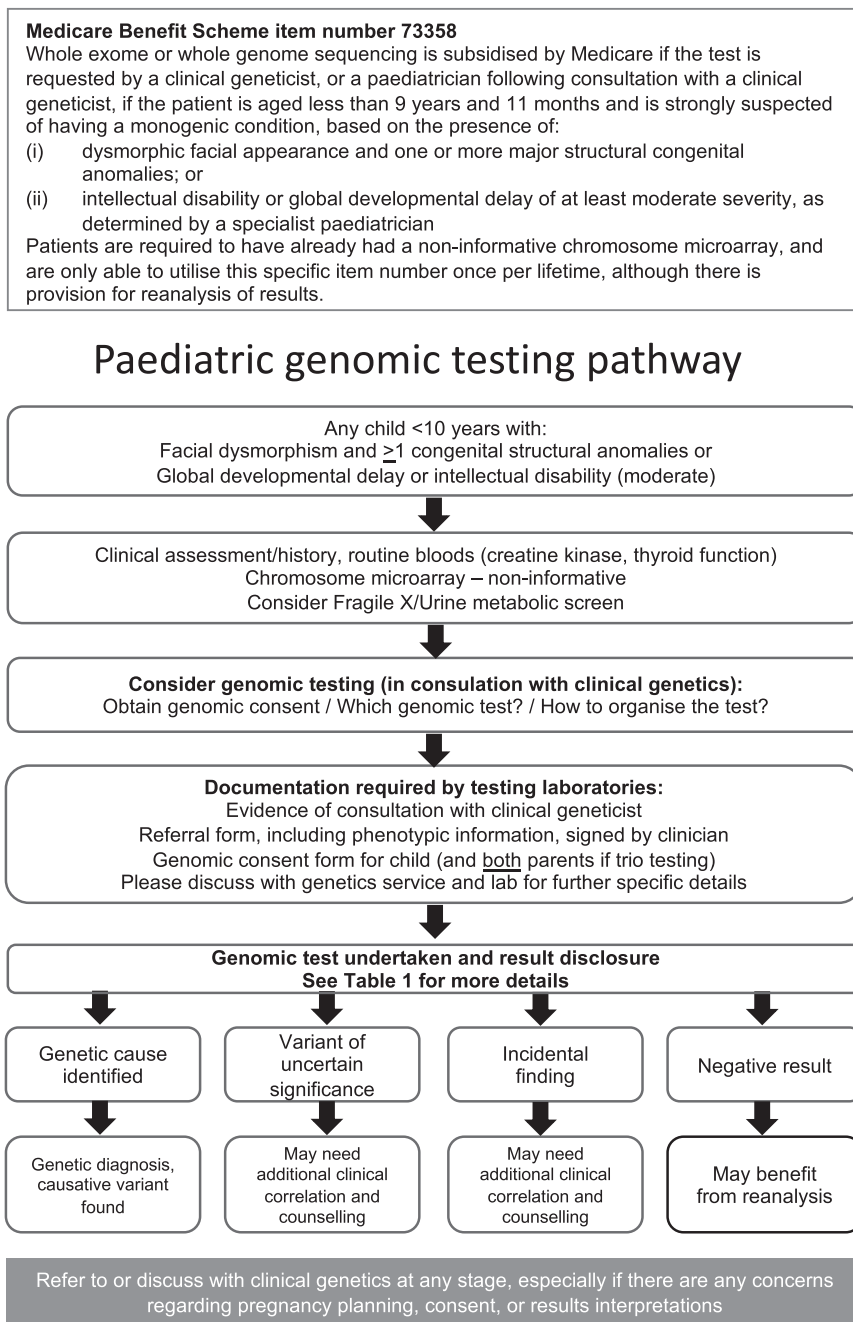 Medicare Benefit Scheme item number 73358
Whole exome or whole genome sequencing is subsidised by Medicare if the test is
requested by a clinical geneticist, or a paediatrician following consultation with a clinical
geneticist, if the patient is aged less than 9 years and 11 months and is strongly suspected
of having a monogenic condition, based on the presence of:
(i) dysmorphic facial appearance and one or more major structural congenital
anomalies; or
(ii) intellectual disability or global developmental delay of at least moderate severity, as
determined by a specialist paediatrician
Patients are required to have already had a non-informative chromosome microarray, and
are only able to utilise this specific item number once per lifetime, although there is
provision for reanalysis of results.
Paediatric genomic testing pathway
Any child <10 years with:
Facial dysmorphism and >1 congenital structural anomalies or
Global developmental delay or intellectual disability (moderate)
Clinical assessment/history, routine bloods (creatine kinase, thyroid function)
Chromosome microarray – non-informative
Consider Fragile X/Urine metabolic screen
Consider genomic testing (in consulation with clinical genetics):
Obtain genomic consent / Which genomic test? / How to organise the test?
Documentation required by testing laboratories:
Evidence of consultation with clinical geneticist
Referral form, including phenotypic information, signed by clinician
Genomic consent form for child (and both parents if trio testing)
Please discuss with genetics service and lab for further specific details
Genomic test undertaken and result disclosure
See Table 1 for more details
Genetic cause
identified
Variant of
uncertain
significance
Incidental
finding
Negative result
Genetic diagnosis,
causative variant
found
May need
additional clinical
correlation and
counselling
May need
additional clinical
correlation and
counselling
May benefit
from reanalysis
Refer to or discuss with clinical genetics at any stage, especially if there are any concerns
regarding pregnancy planning, consent, or results interpretations